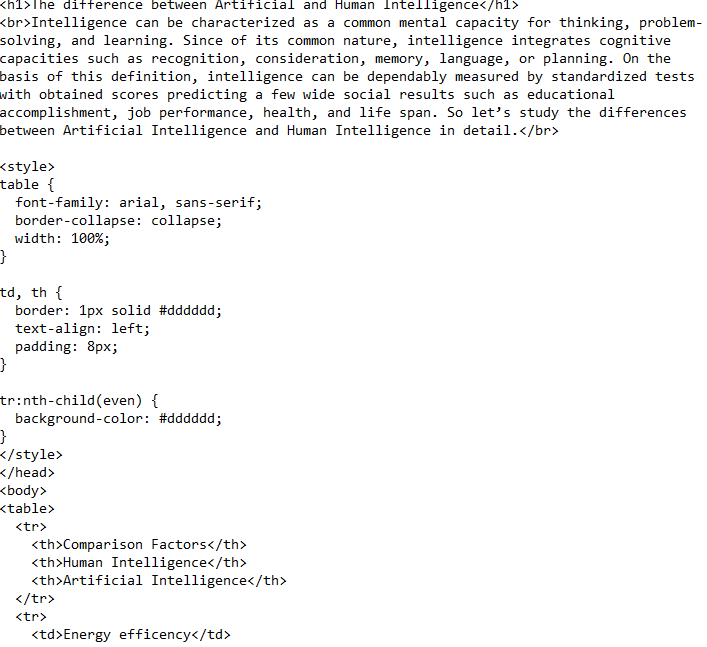 <h1>The difference between Artificial and Human Intelligence</h1>
<br>Intelligence can be characterized as a common mental capacity for thinking, problem-
solving, and learning. Since of its common nature, intelligence integrates cognitive
capacities such as recognition, consideration, memory, language, or planning. On the
basis of this definition, intelligence can be dependably measured by standardized tests
with obtained scores predicting a few wide social results such as educational
accomplishment, job performance, health, and life span. So let’s study the differences
between Artificial Intelligence and Human Intelligence in detail.</br>

<style>
table {
  font-family: arial, sans-serif;
  border-collapse: collapse;
  width: 100%;
}

td, th {
  border: 1px solid #dddddd;
  text-align: left;
  padding: 8px;
}

tr:nth-child(even) {
  background-color: #dddddd;
}
</style>
</head>
<body>
<table>
  <tr>
    <th>Comparison Factors</th>
    <th>Human Intelligence</th>
    <th>Artificial Intelligence</th>
  </tr>
  <tr>
    <td>Energy efficency</td>